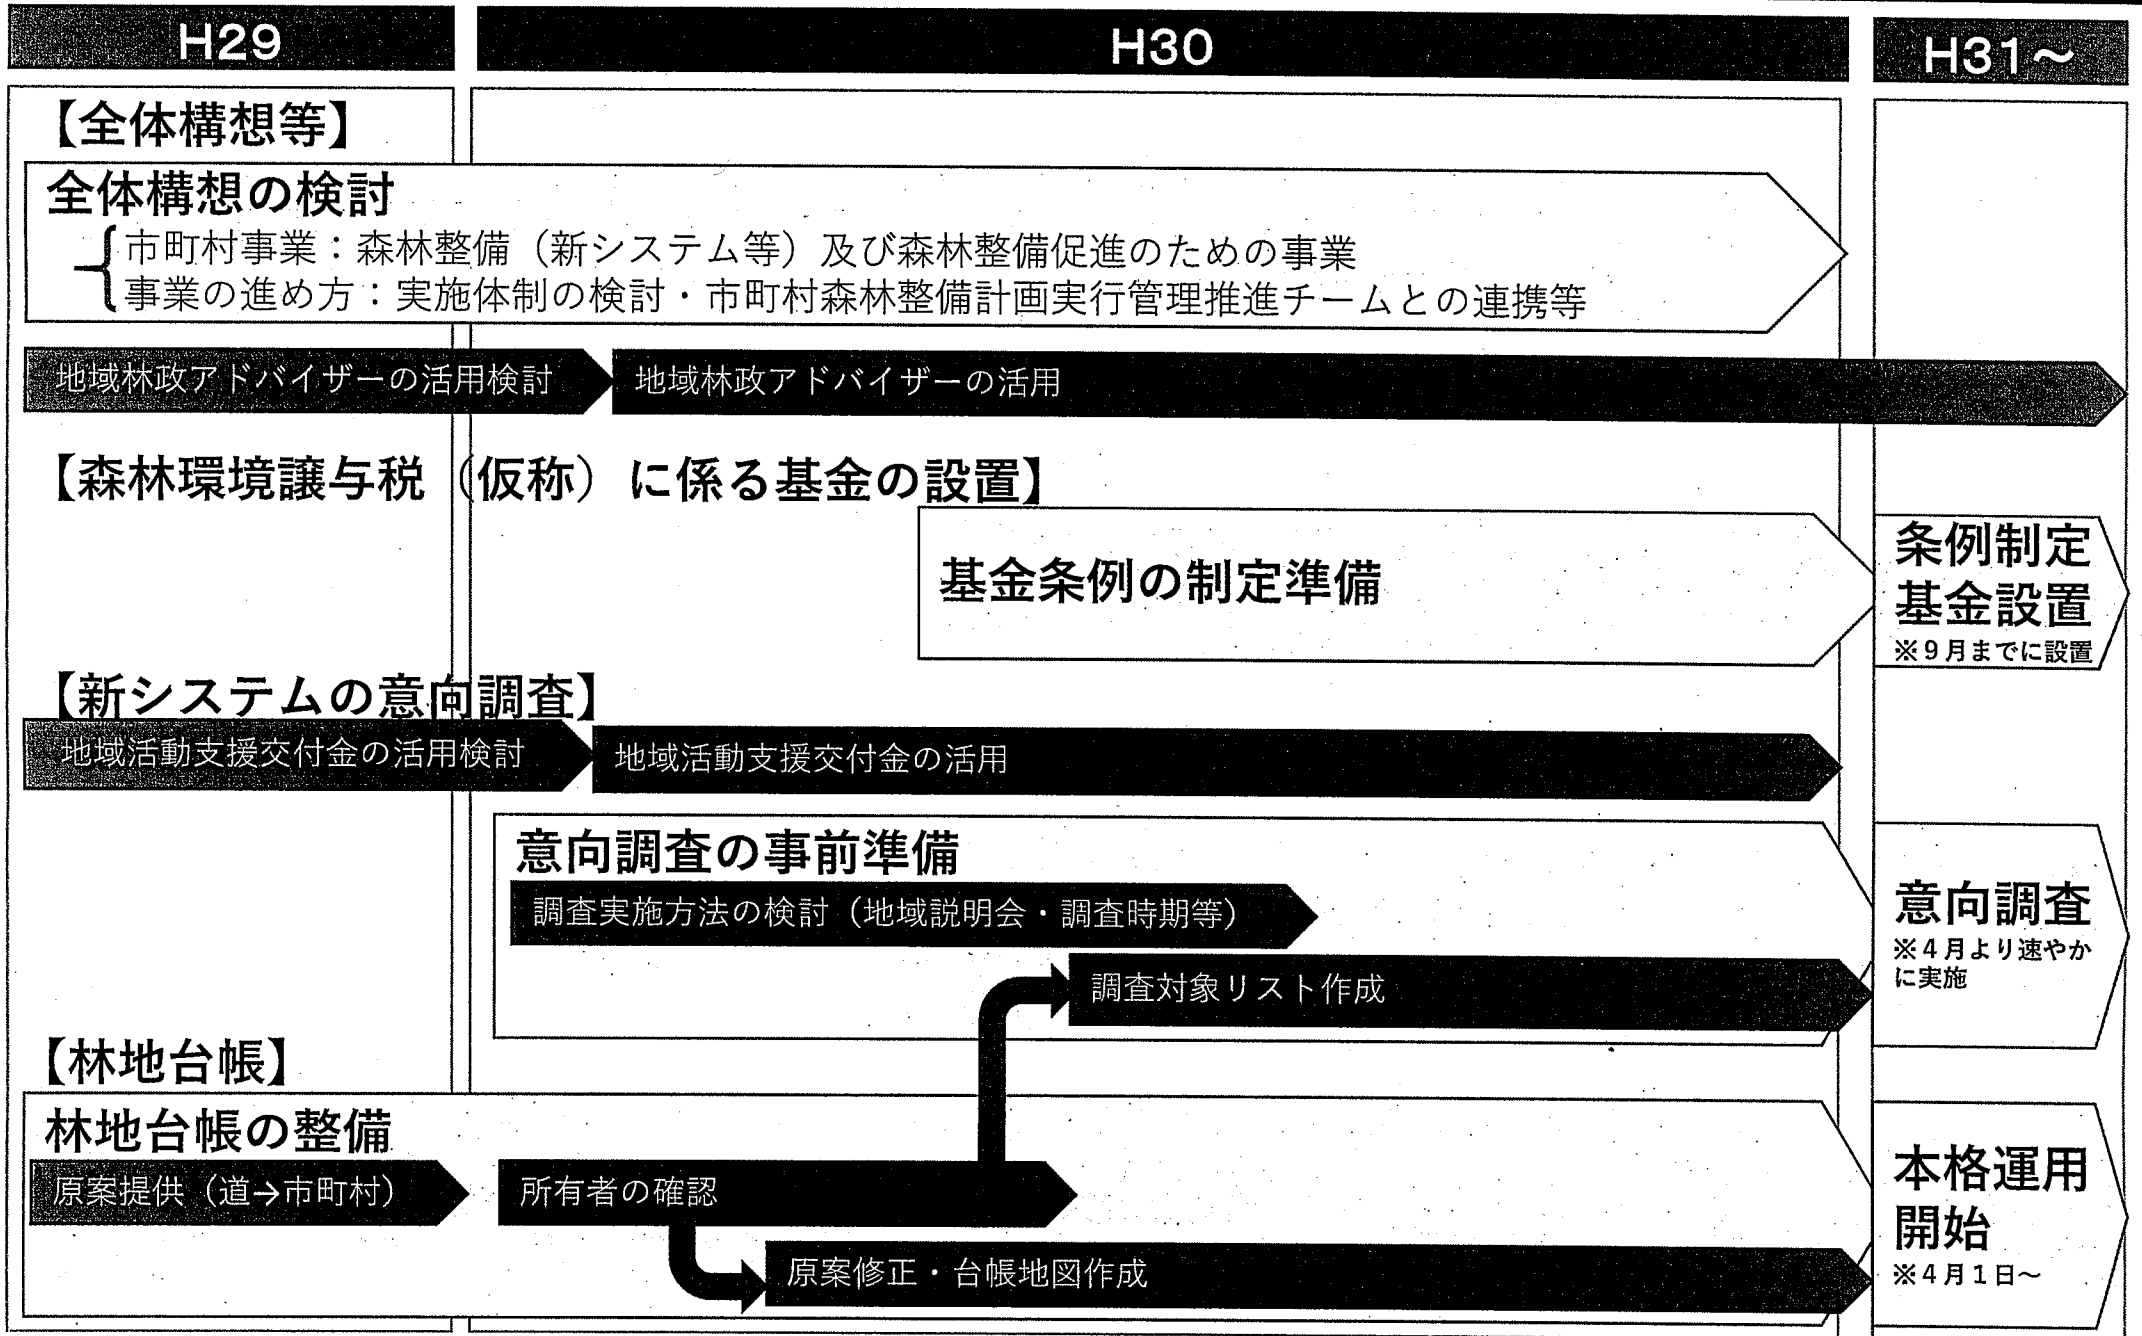 H29
H30
H31～
【全体構想等】
全体構想の検討
市町村事業：森林整備（新システム等）及び森林整備促進のための事業
事業の進め方：実施体制の検討・市町村森林整備計画実行管理推進チームとの連携等
地域林政アドバイザーの活用検討
地域林政アドバイザーの活用
【森林環境譲与税（仮称）に係る基金の設置】
基金条例の制定準備
条例制定
基金設置
※9月までに設置
【新システムの意向調査】
地域活動支援交付金の活用検討
地域活動支援交付金の活用
意向調査の事前準備
調査実施方法の検討（地域説明会・調査時期等）
調査対象リスト作成
意向調査
※4月より速やか
に実施
【林地台帳】
林地台帳の整備
原案提供（道→市町村）
所有者の確認
原案修正・台帳地図作成
本格運用
開始
※4月1日～